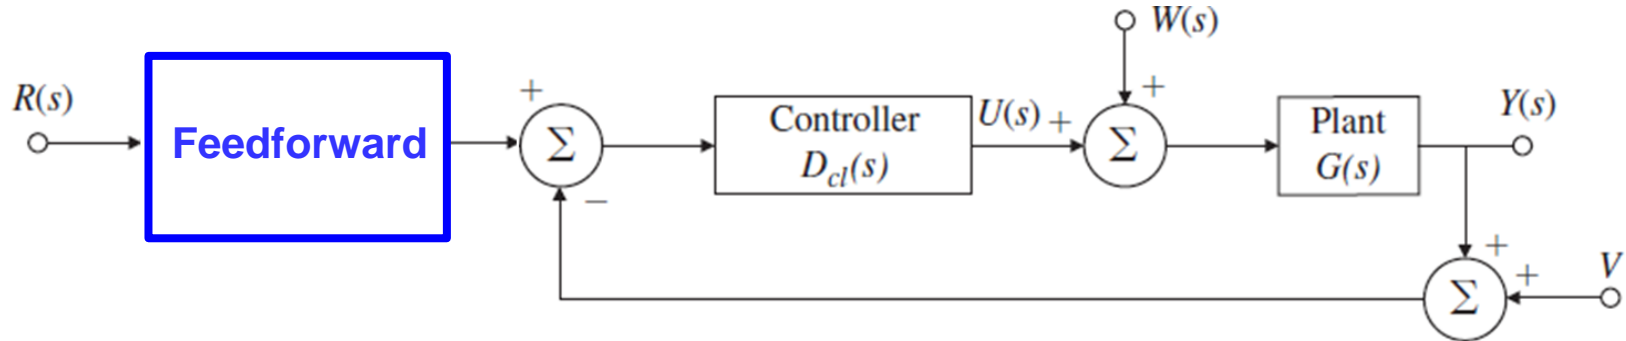 W(s)
R(s)
+
+
Feedforward
Σ
Controller
D_cl(s)
U(s)
+
Σ
Plant
G(s)
Y(s)
−
+
+
V
Σ